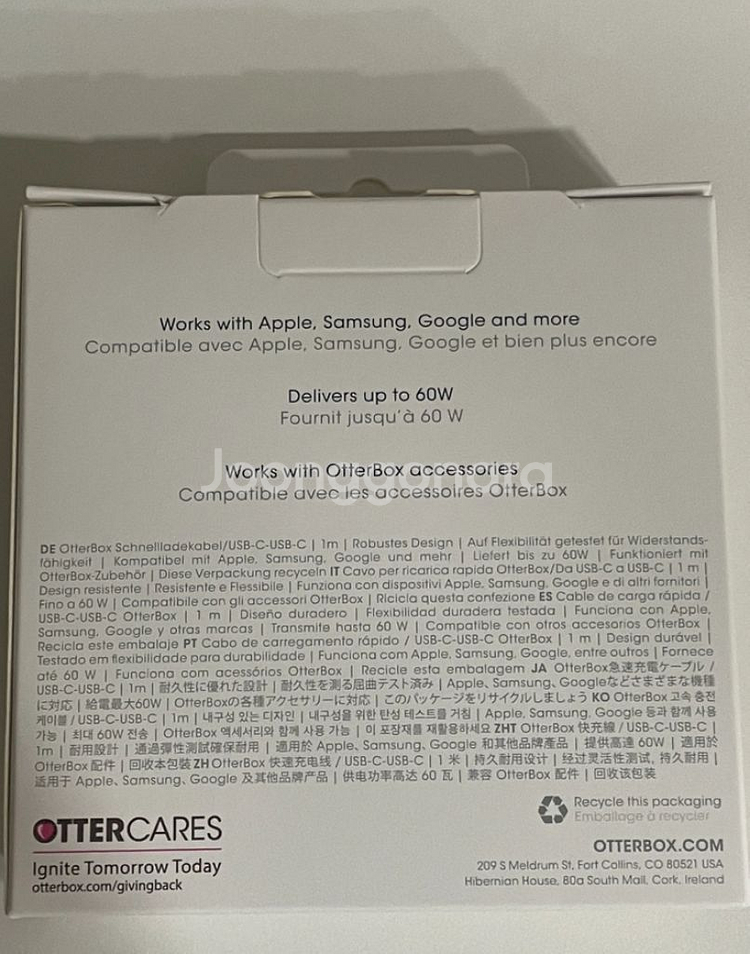 Works with Apple, Samsung, Google and more
Compatible avec Apple, Samsung, Google et bien plus encore
Delivers up to 60W
Fournit jusqu'à 60 W
Works with OtterBox accessories
Joonggonara
Compatible avec les accessoires OtterBox
DE OtterBox Schnellladekabel/USB-C-USB-C | 1m | Robustes Design | Auf Flexibilität getestet für Widerstands-
fähigkeit | Kompatibel mit Apple, Samsung, Google und mehr | Liefert bis zu 60W | Funktioniert mit
OtterBox-Zubehör | Diese Verpackung recyceln IT Cavo per ricarica rapida OtterBox/Da USB-C a USB-C | 1 m |
Design resistente | Resistente e Flessibile | Funziona con dispositivi Apple, Samsung, Google e di altri fornitori |
Fino a 60 W | Compatibile con gli accessori OtterBox | Ricicla questa confezione ES Cable de carga rápida /
USB-C-USB-C OtterBox | 1 m | Diseño duradero | Flexibilidad duradera testada | Funciona con Apple,
Samsung, Google y otras marcas | Transmite hasta 60 W | Compatible con otros accesorios OtterBox |
Recicla este embalaje PT Cabo de carregamento rápido / USB-C-USB-C OtterBox | 1 m | Design durável |
Testado em flexibilidade para durabilidade | Funciona com Apple, Samsung, Google, entre outros | Fornece
até 60 W | Funciona com acessórios OtterBox | Recicle esta embalagem JA OtterBox急速充電ケーブル /
USB-C-USB-C | 1m | 耐久性に優れた設計 | 耐久性を測る屈曲テスト済み | Apple、Samsung、Googleなどさまざまな機種
に対応 | 給電最大60W | OtterBoxの各種アクセサリーに対応 | このパッケージをリサイクルしましょう KO OtterBox 고속 충전
케이블 / USB-C-USB-C | 1m | 내구성 있는 디자인 | 내구성을 위한 탄성 테스트를 거침 | Apple, Samsung, Google 등과 함께 사용
가능 | 최대 60W 전송 | OtterBox 액세서리와 함께 사용 가능 | 이 포장재를 재활용하세요 ZHT OtterBox 快充線 / USB-C-USB-C |
1m | 耐用設計 | 通過彈性測試確保耐用 | 適用於 Apple、Samsung、Google 和其他品牌產品 | 提供高達 60W | 適用於
OtterBox 配件 | 回收本包裝 ZH OtterBox 快速充电线 / USB-C-USB-C | 1 米 | 持久耐用设计 | 经过灵活性测试, 持久耐用 |
适用于 Apple、Samsung、Google 及其他品牌产品 | 供电功率高达 60 瓦 | 兼容 OtterBox 配件 | 回收该包装
Recycle this packaging
Emballage à recycler
OTTERCARES
Ignite Tomorrow Today
otterbox.com/givingback
OTTERBOX.COM
209 S Meldrum St, Fort Collins, CO 80521 USA
Hibernian House, 80a South Mall, Cork, Ireland